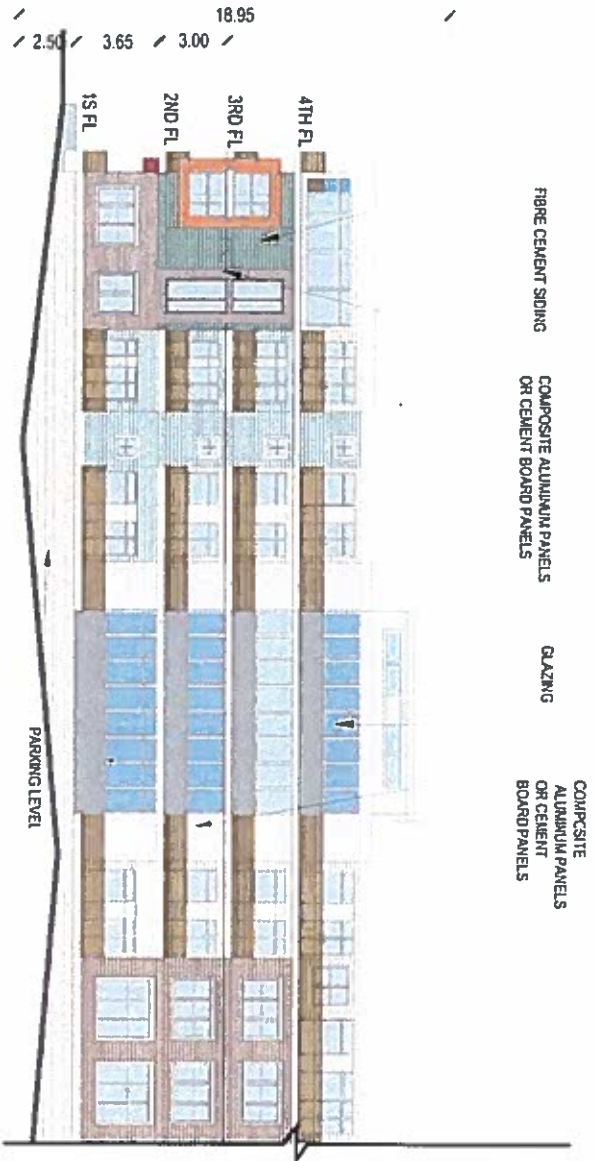 18.95
2.50
3.65
3.00
1S FL
2ND FL
3RD FL
4TH FL
FIBRE CEMENT SIDING
COMPOSITE ALUMINUM PANELS
OR CEMENT BOARD PANELS
GLAZING
COMPOSITE
ALUMINUM PANELS
OR CEMENT
BOARD PANELS
PARKING LEVEL